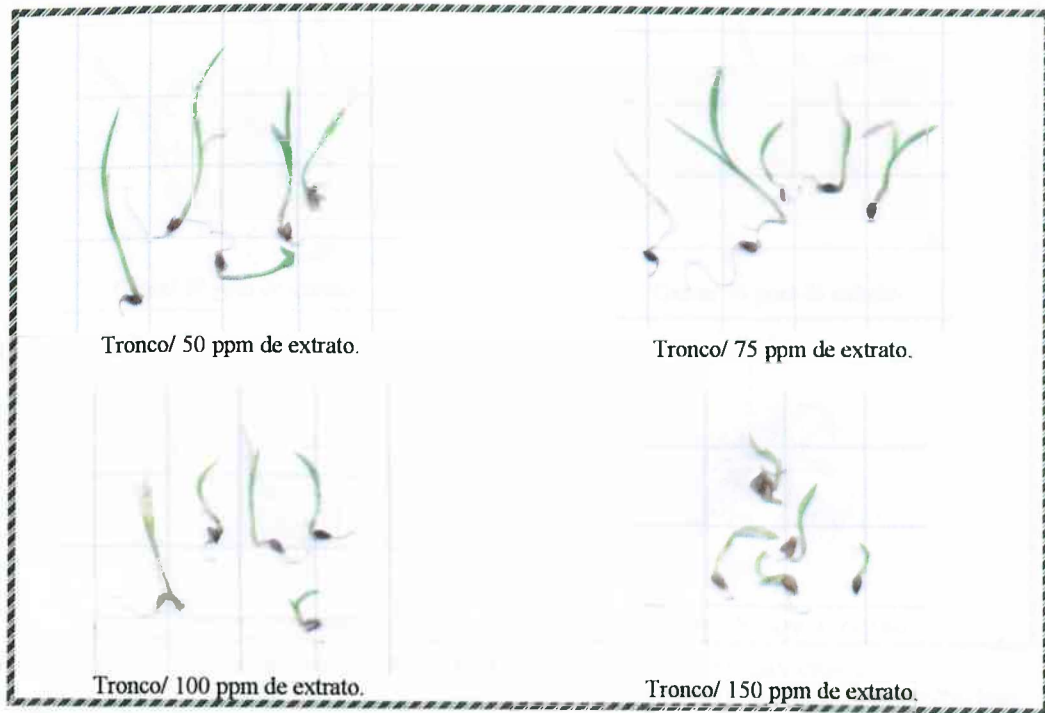 Tronco/ 50 ppm de extrato.
Tronco/ 75 ppm de extrato.
Tronco/ 100 ppm de extrato.
Tronco/ 150 ppm de extrato.